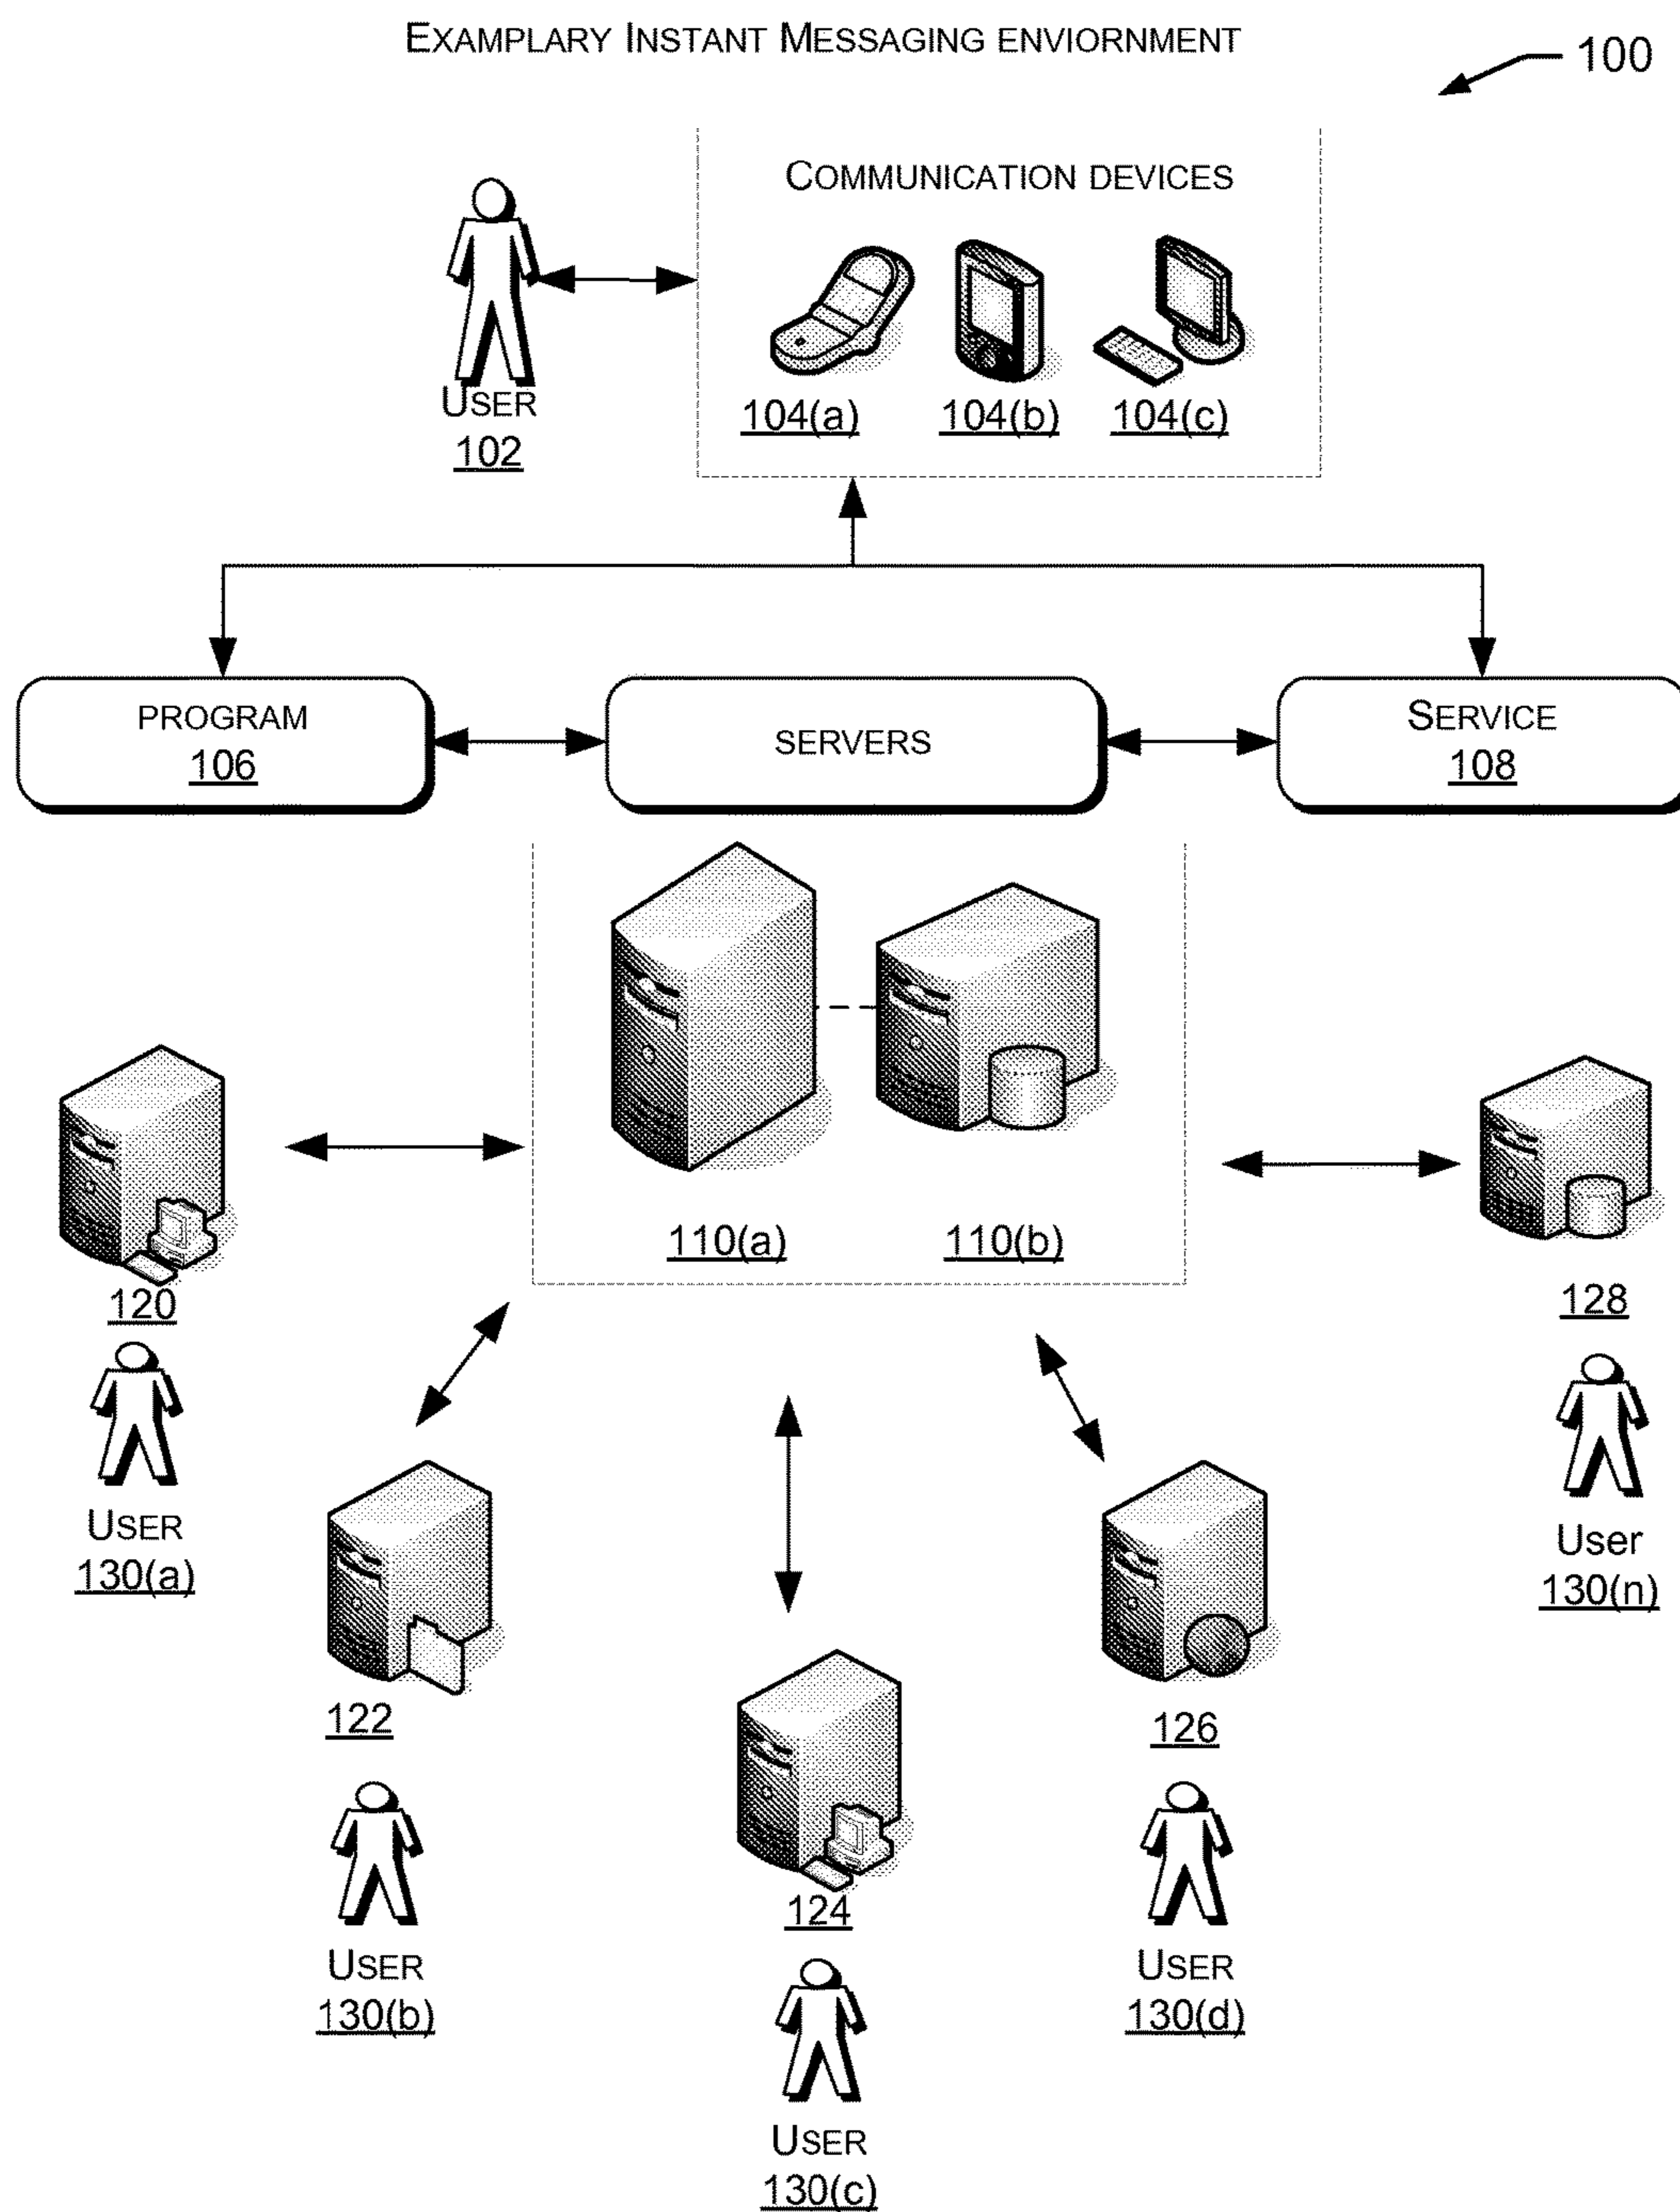 EXAMPLARY INSTANT MESSAGING ENVIORNMENT
100
COMMUNICATION DEVICES
USER
102
104(a)
104(b)
104(c)
PROGRAM
106
SERVERS
SERVICE
108
110(a)
110(b)
120
USER
130(a)
128
User
130(n)
122
USER
130(b)
126
USER
130(d)
124
USER
130(c)